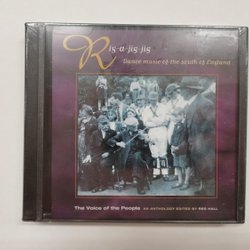 Rig-a-jig-jig
Dance music of the south of England
The Voice of the People AN ANTHOLOGY EDITED BY REG HALL